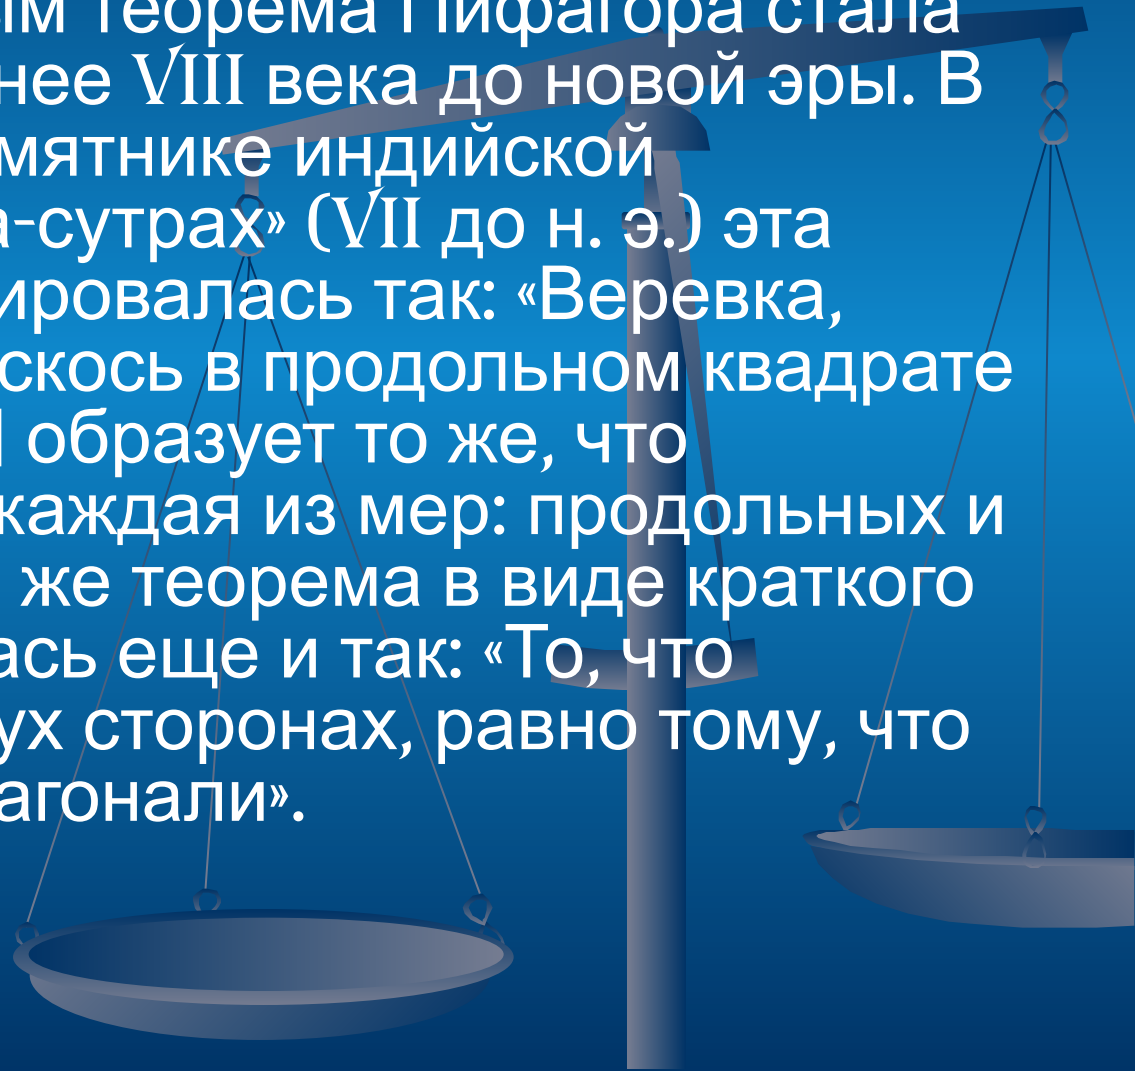 ым теорема Пифагора стала
нее VIII века до новой эры. В
мятнике индийской
а-сутрах» (VII до н. э.) эта
ировалась так: «Веревка,
скось в продольном квадрате
образует то же, что
каждая из мер: продольных и
же теорема в виде краткого
ась еще и так: «То, что
ух сторонах, равно тому, что
агонали».